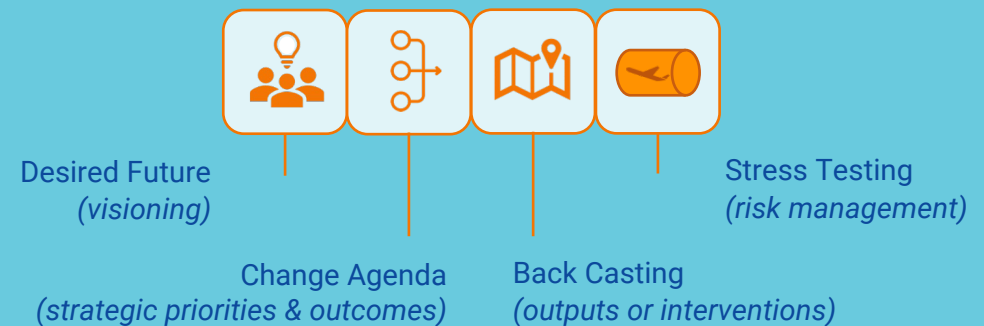 Desired Future
(visioning)
Change Agenda
(strategic priorities & outcomes)
Back Casting
(outputs or interventions)
Stress Testing
(risk management)